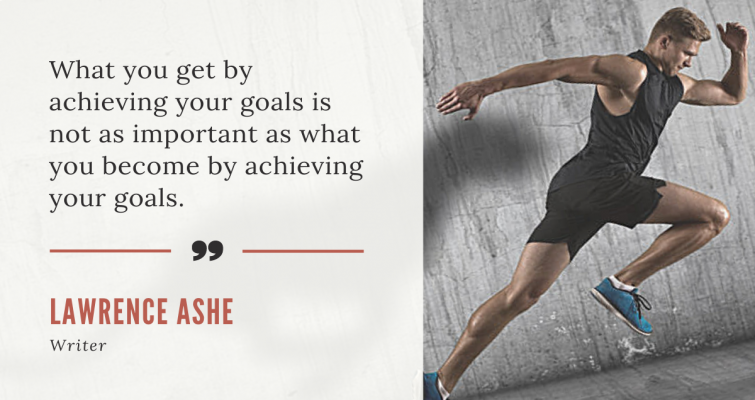 What you get by
achieving your goals is
not as important as what
you become by achieving
your goals.
”
LAWRENCE ASHE
Writer